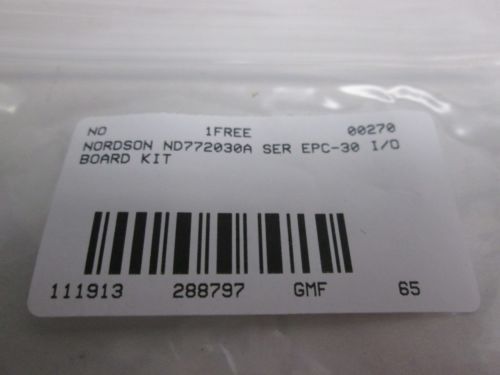 NO 1FREE 00270
NORDSON ND772030A SER EPC-30 I/O
BOARD KIT
111913 288797 GMF 65